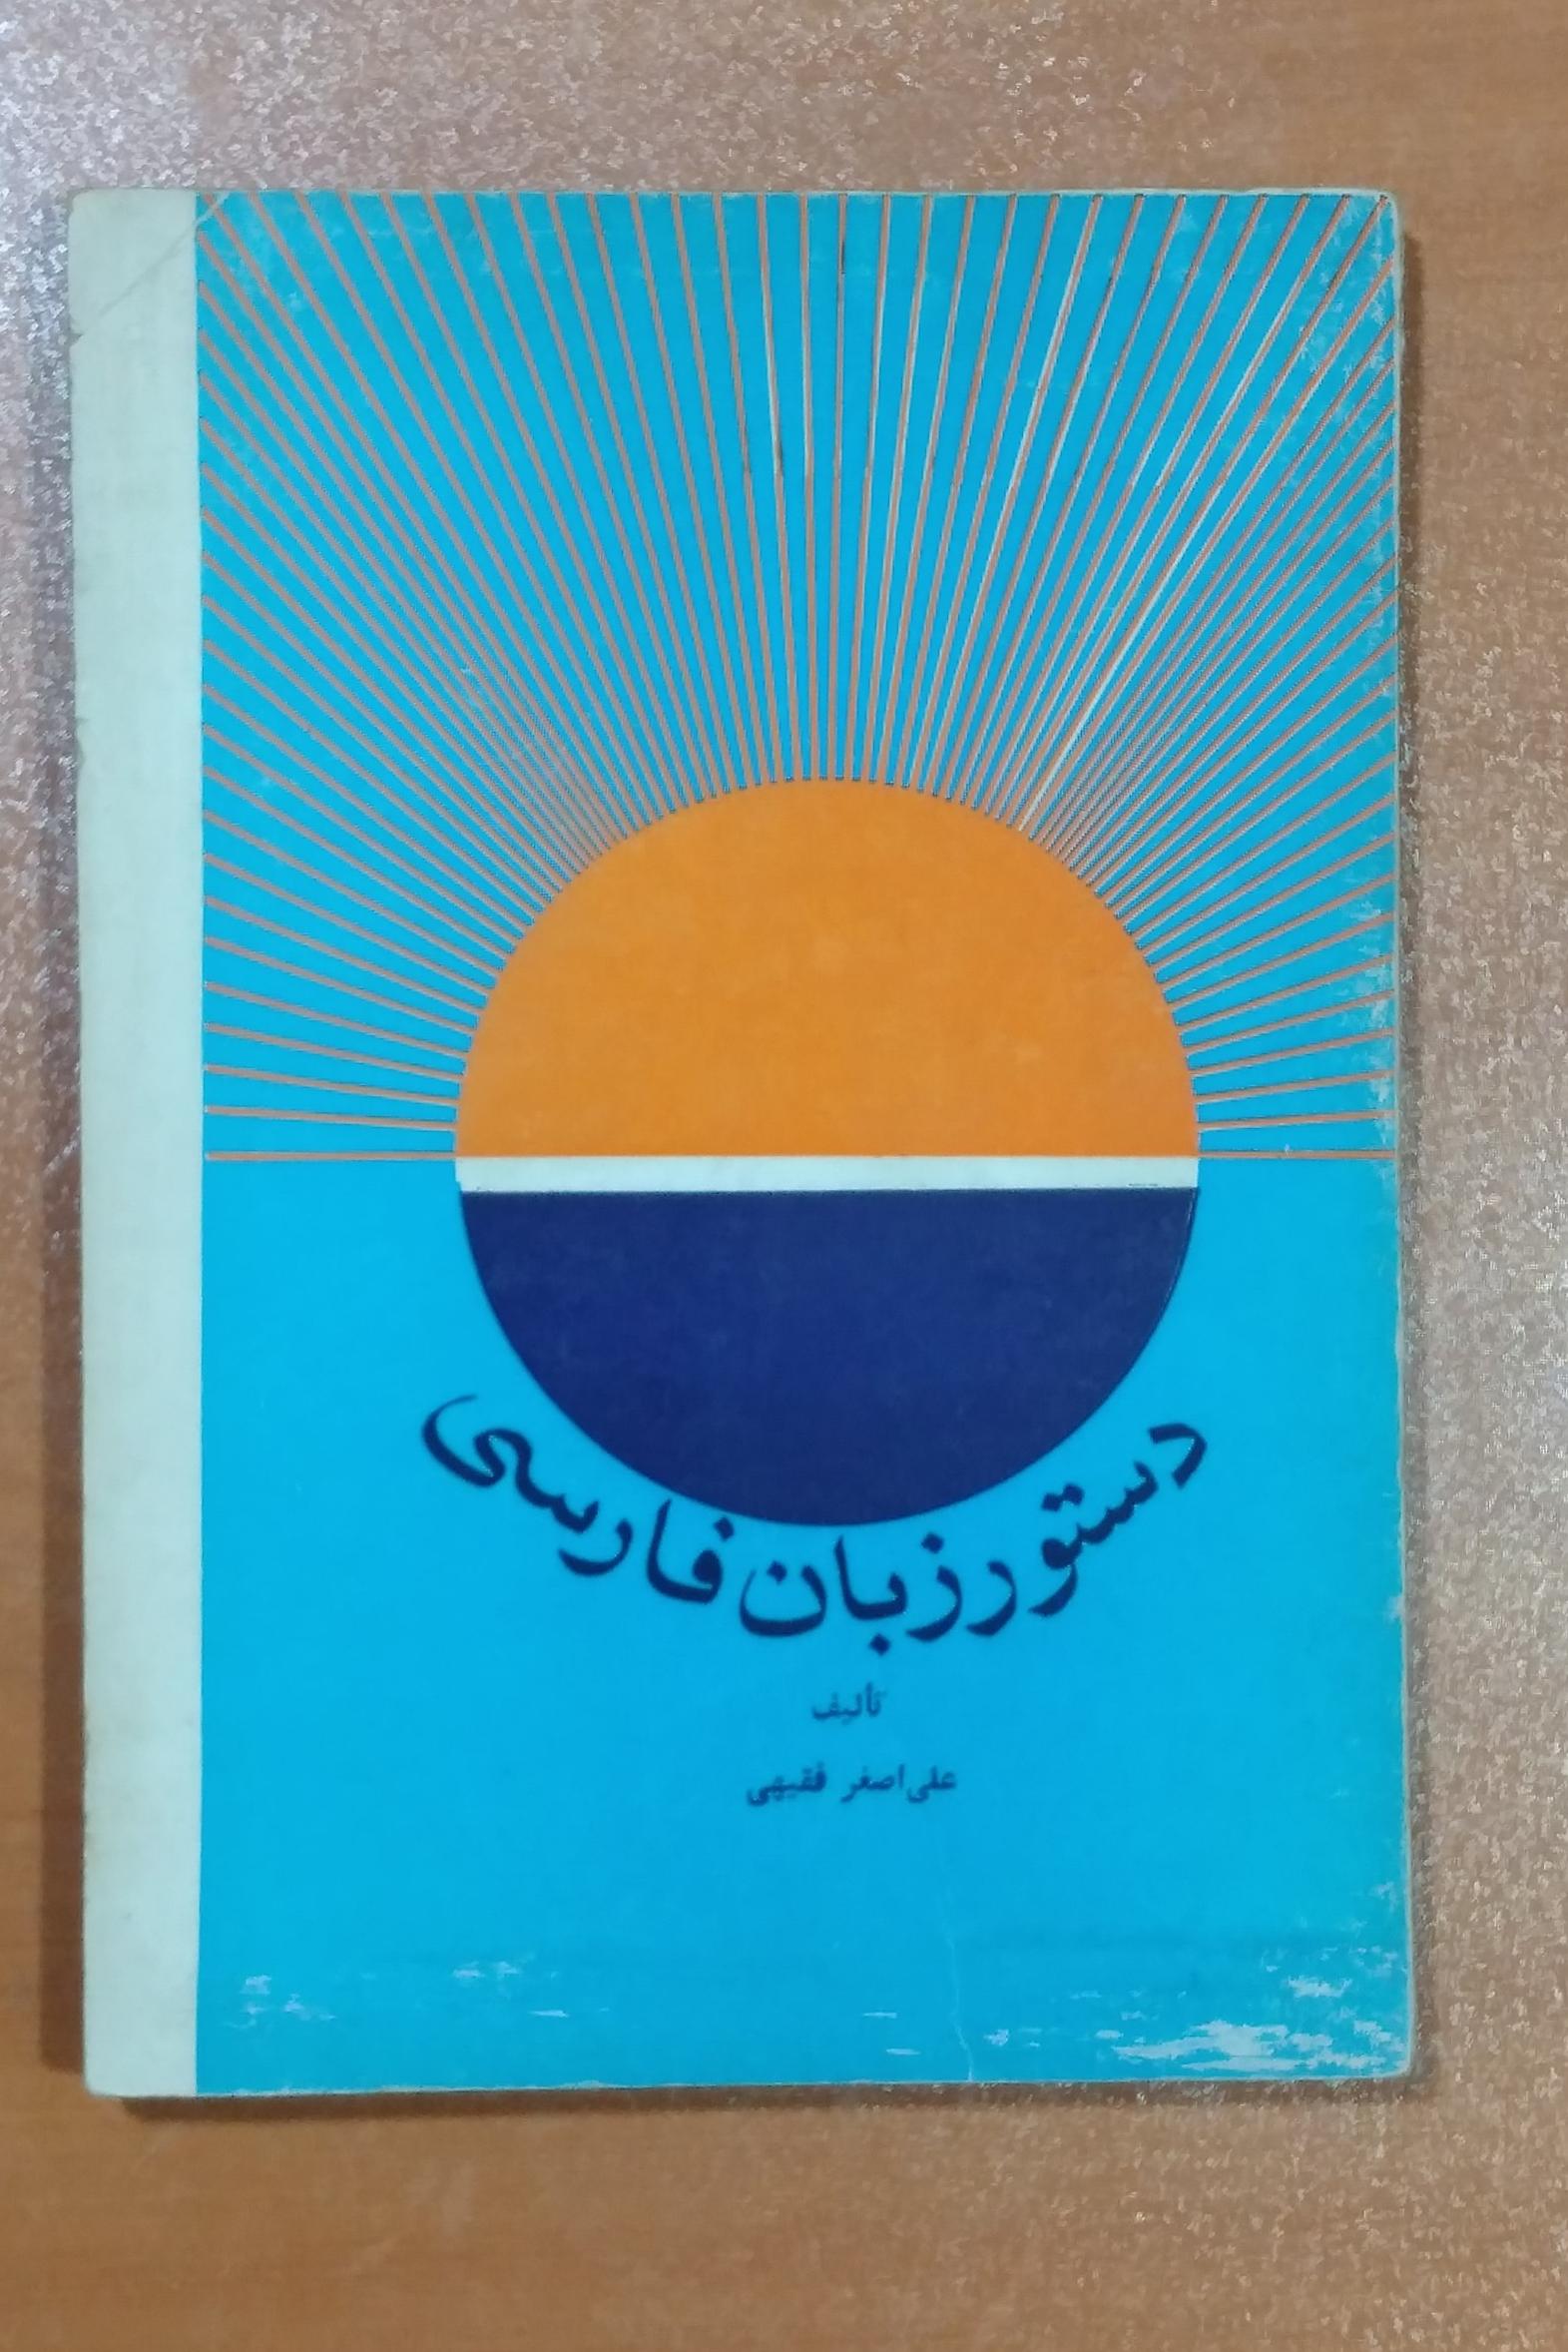 دستور زبان فارسی
تألیف
علی‌اصغر فقیهی